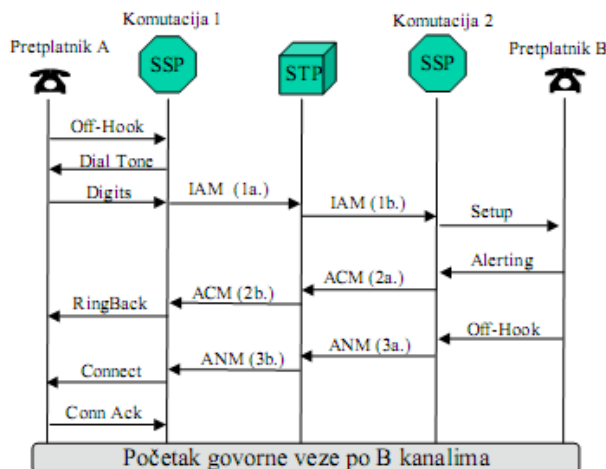 Komutacija 1
Komutacija 2
Pretplatnik A
Pretplatnik B
SSP
STP
SSP
Off-Hook
Dial Tone
Digits
IAM (1a.)
IAM (1b.)
Setup
Alerting
ACM (2a.)
ACM (2b.)
RingBack
Off-Hook
ANM (3a.)
ANM (3b.)
Connect
Conn Ack
Početak govorne veze po B kanalima